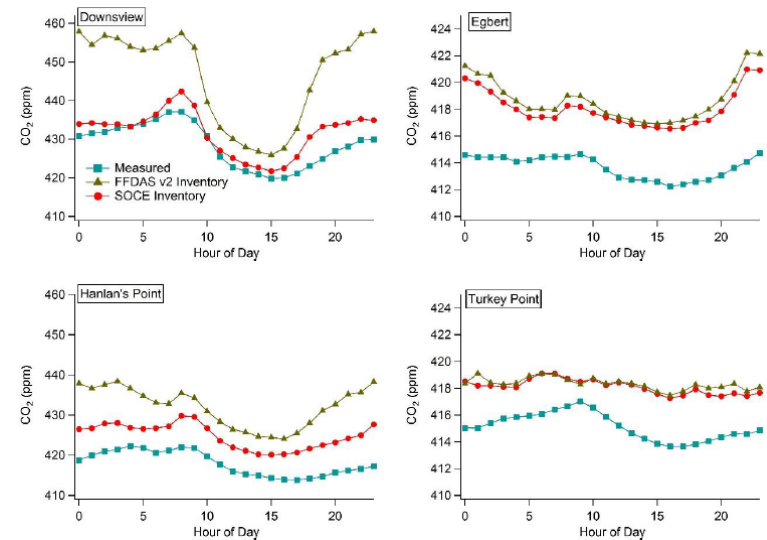 Downsview
460
450
440
430
420
410
CO2 (ppm)
Measured
FFDAS v2 Inventory
SOCE Inventory
0 5 10 15 20
Hour of Day
Egbert
424
422
420
418
416
414
412
410
CO2 (ppm)
0 5 10 15 20
Hour of Day
Hanlan's Point
460
450
440
430
420
410
CO2 (ppm)
0 5 10 15 20
Hour of Day
Turkey Point
424
422
420
418
416
414
412
410
CO2 (ppm)
0 5 10 15 20
Hour of Day